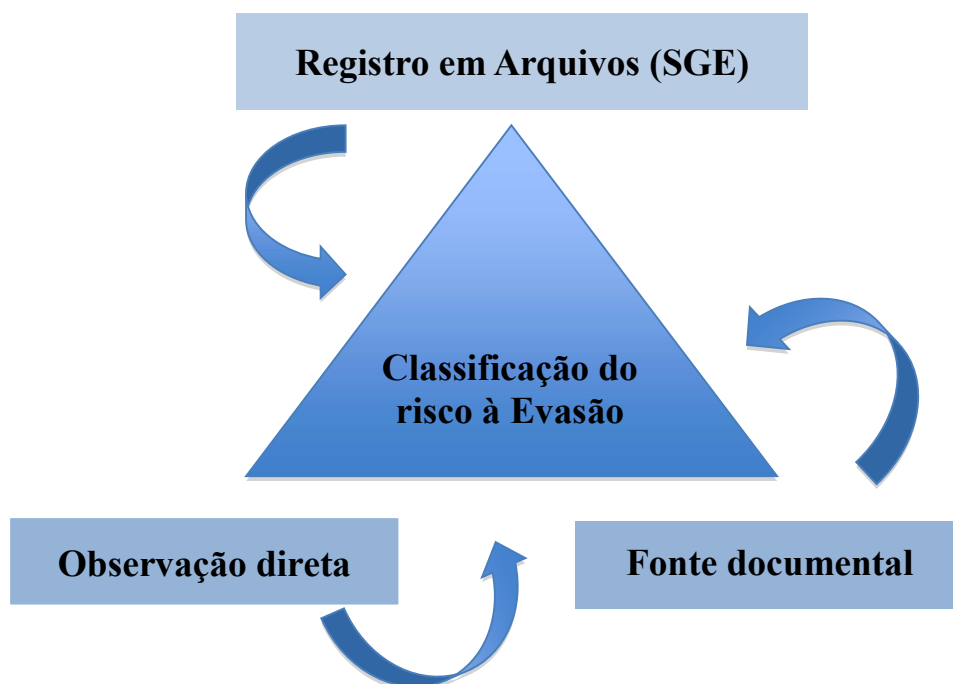 Registro em Arquivos (SGE)
Classificação do
risco à Evasão
Observação direta
Fonte documental